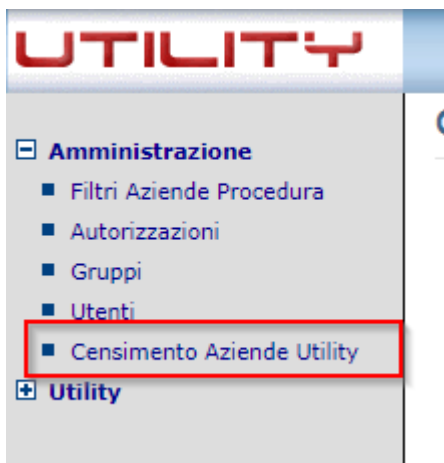 UTILITY
Amministrazione
Filtri Aziende Procedura
Autorizzazioni
Gruppi
Utenti
Censimento Aziende Utility
Utility